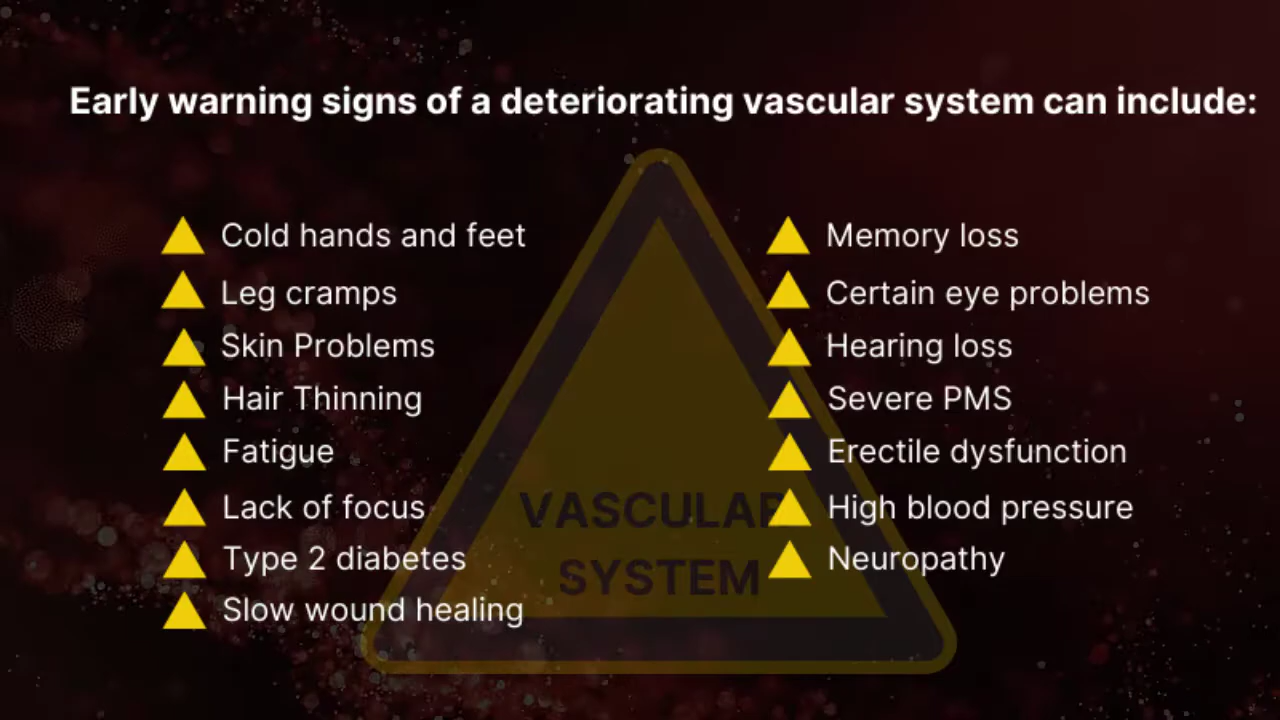 Early warning signs of a deteriorating vascular system can include:
Cold hands and feet
Leg cramps
Skin Problems
Hair Thinning
Fatigue
Lack of focus
Type 2 diabetes
Slow wound healing
Memory loss
Certain eye problems
Hearing loss
Severe PMS
Erectile dysfunction
High blood pressure
Neuropathy
VASCULAR
SYSTEM